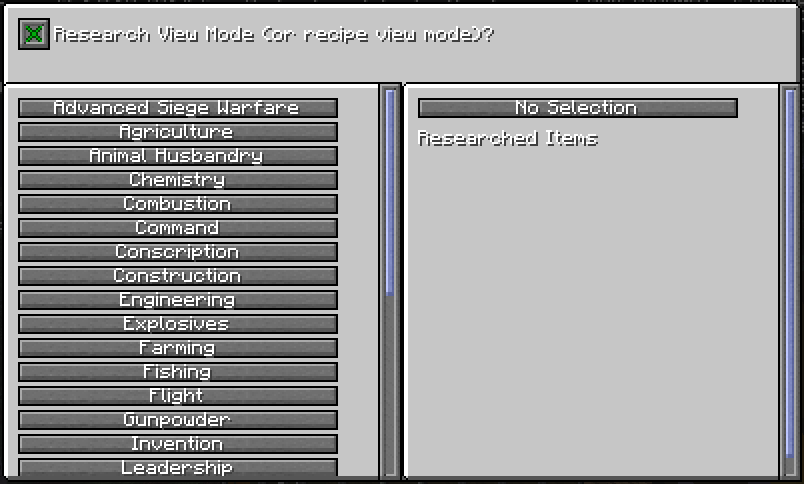 Research View Mode (or recipe view mode)?
Advanced Siege Warfare
Agriculture
Animal Husbandry
Chemistry
Combustion
Command
Conscription
Construction
Engineering
Explosives
Farming
Fishing
Flight
Gunpowder
Invention
Leadership
No Selection
Researched Items